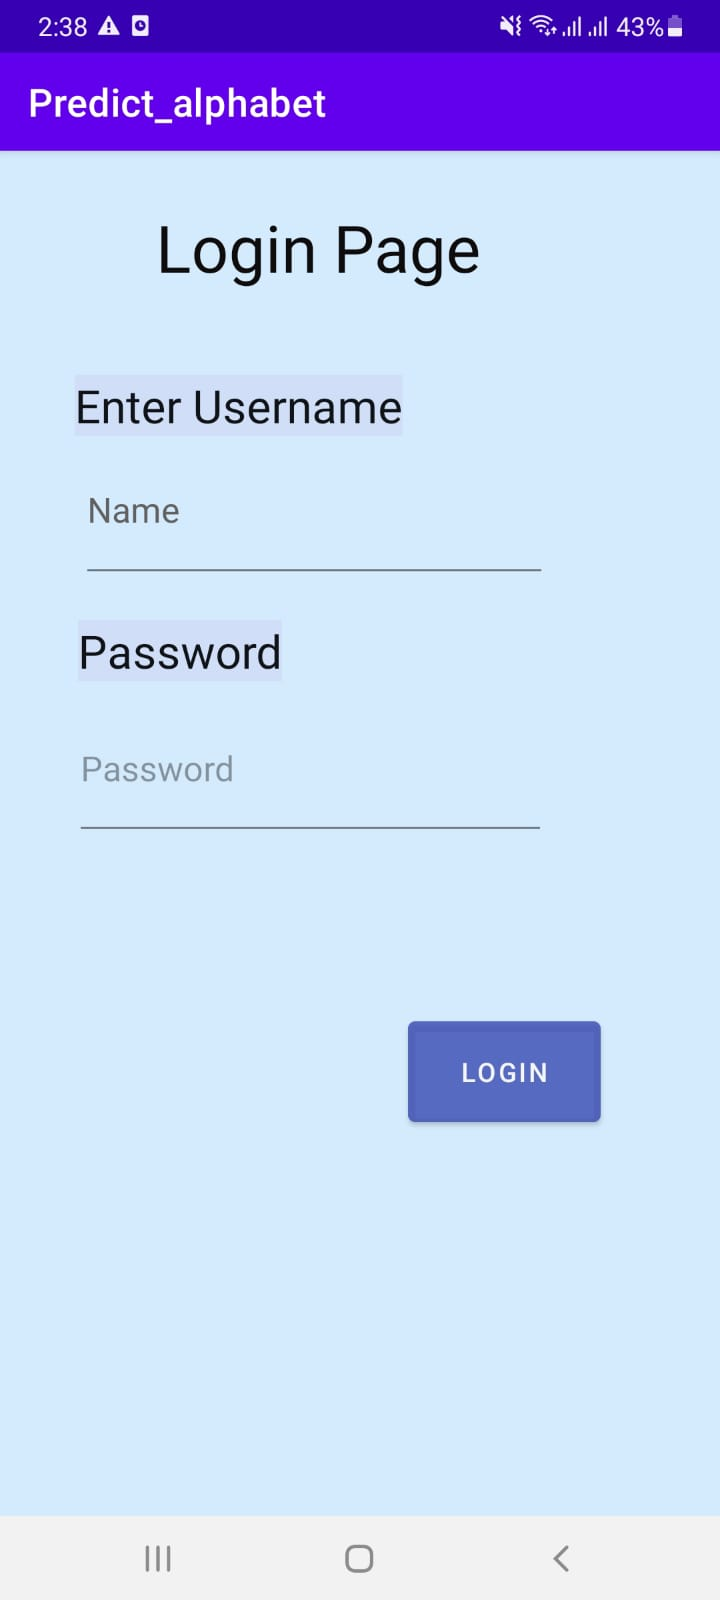 2:38 43%
Predict_alphabet
Login Page
Enter Username
Name
Password
Password
LOGIN